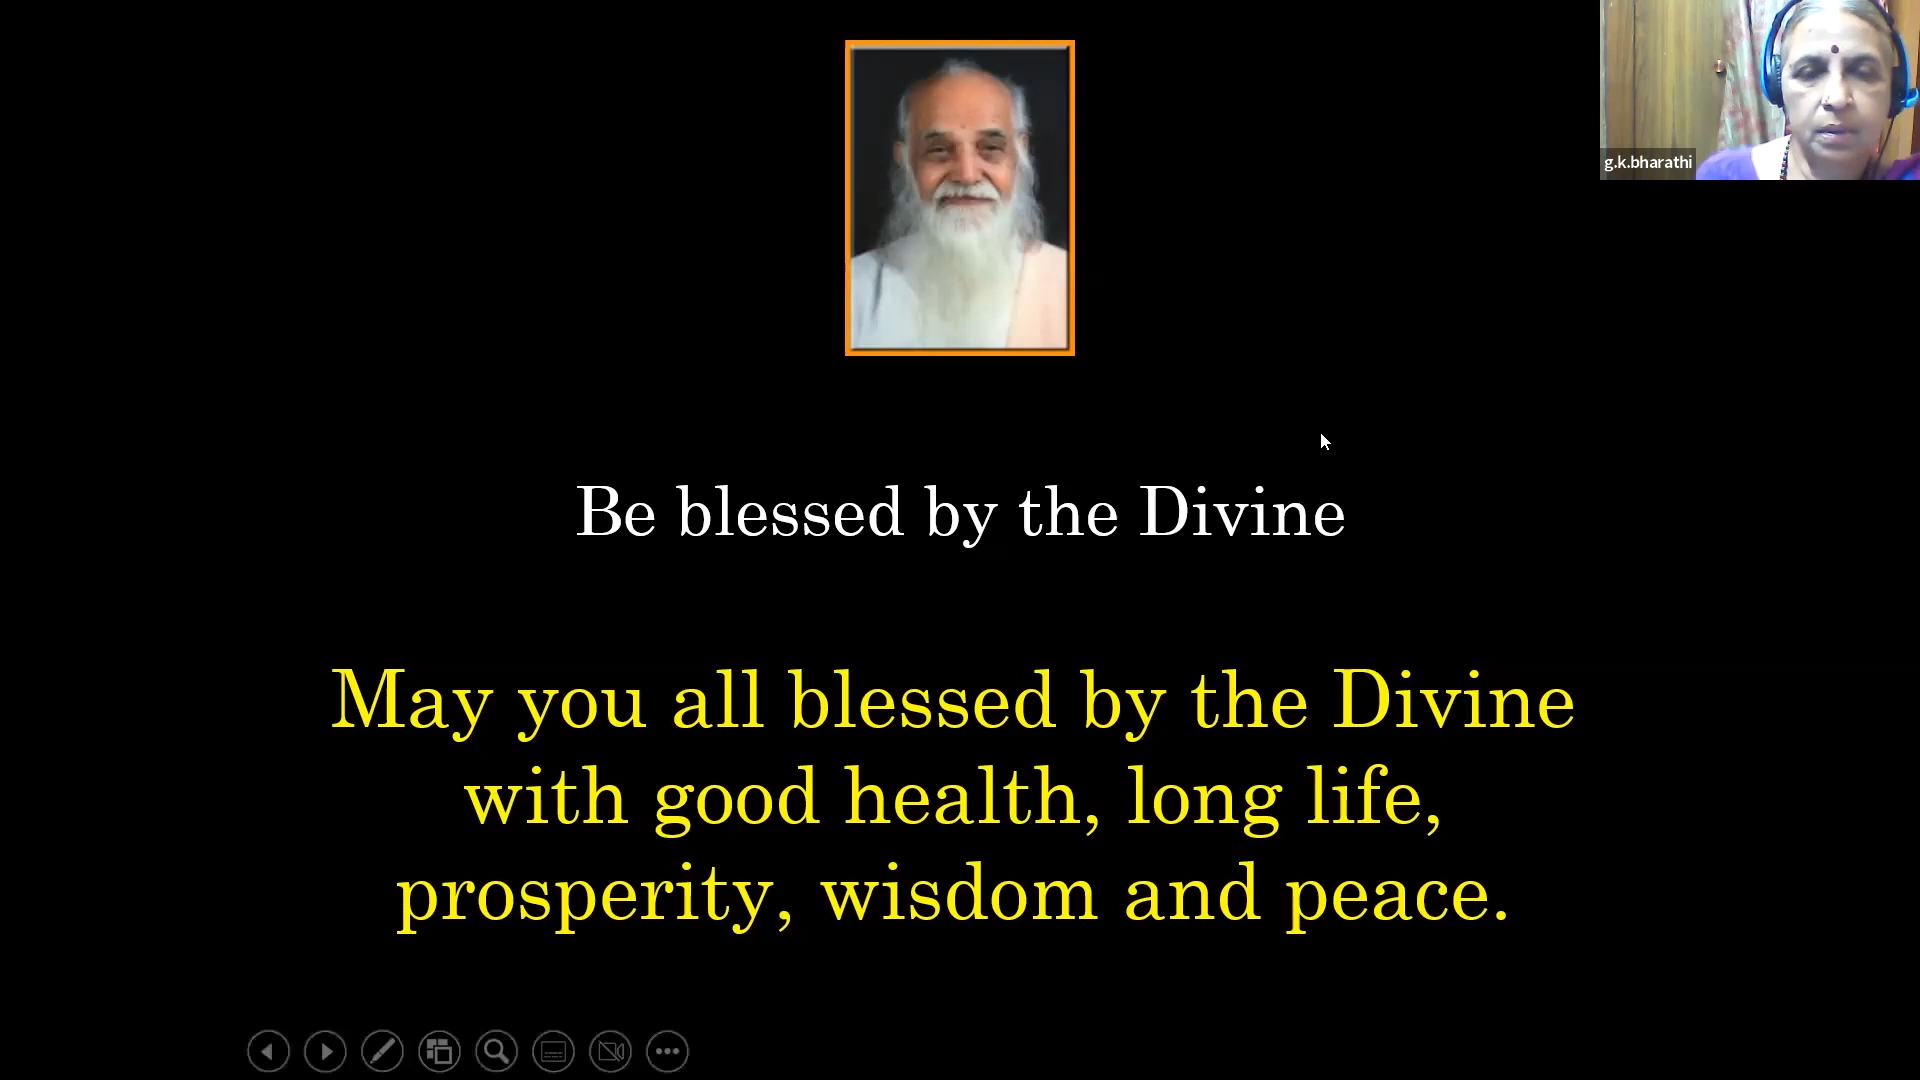 g.k.bharathi
Be blessed by the Divine
May you all blessed by the Divine
with good health, long life,
prosperity, wisdom and peace.